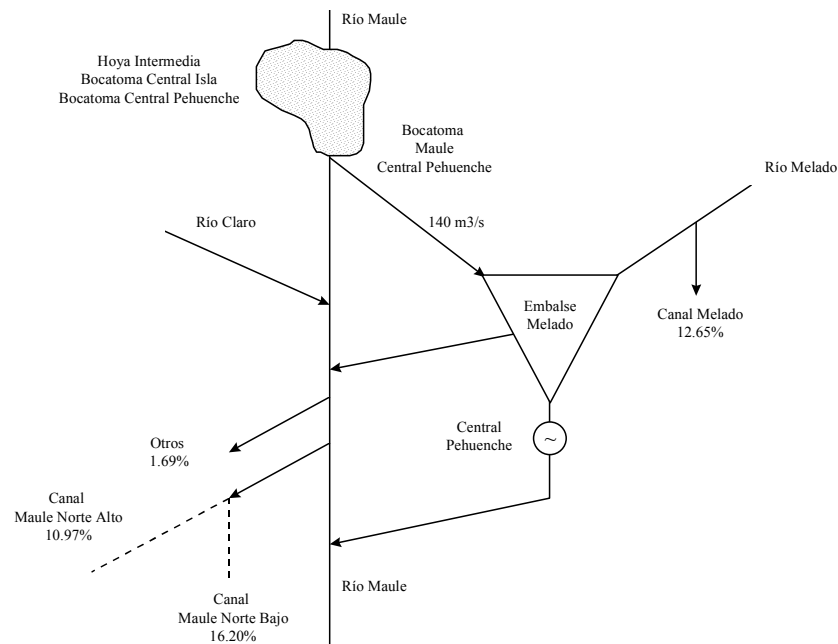 Río Maule
Hoya Intermedia
Bocatoma Central Isla
Bocatoma Central Pehuenche
Bocatoma
Maule
Central Pehuenche
Río Melado
Río Claro
140 m3/s
Embalse
Melado
Canal Melado
12.65%
Central
Pehuenche
~
Otros
1.69%
Canal
Maule Norte Alto
10.97%
Canal
Maule Norte Bajo
16.20%
Río Maule